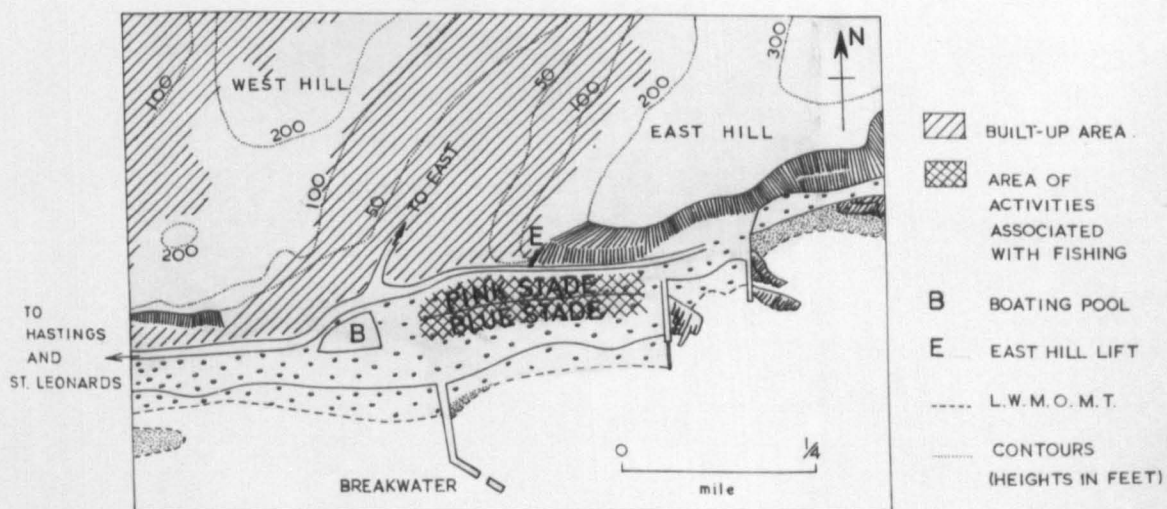 N
300
200
50
100
100
WEST HILL
200
EAST HILL
100
50
TO EAST
200
E
PINK STADE
BLUE STADE
B
TO
HASTINGS
AND
ST. LEONARDS
BREAKWATER
0 1/4
mile
BUILT-UP AREA
AREA OF
ACTIVITIES
ASSOCIATED
WITH FISHING
B BOATING POOL
E EAST HILL LIFT
L.W.M.O.M.T.
CONTOURS
(HEIGHTS IN FEET)